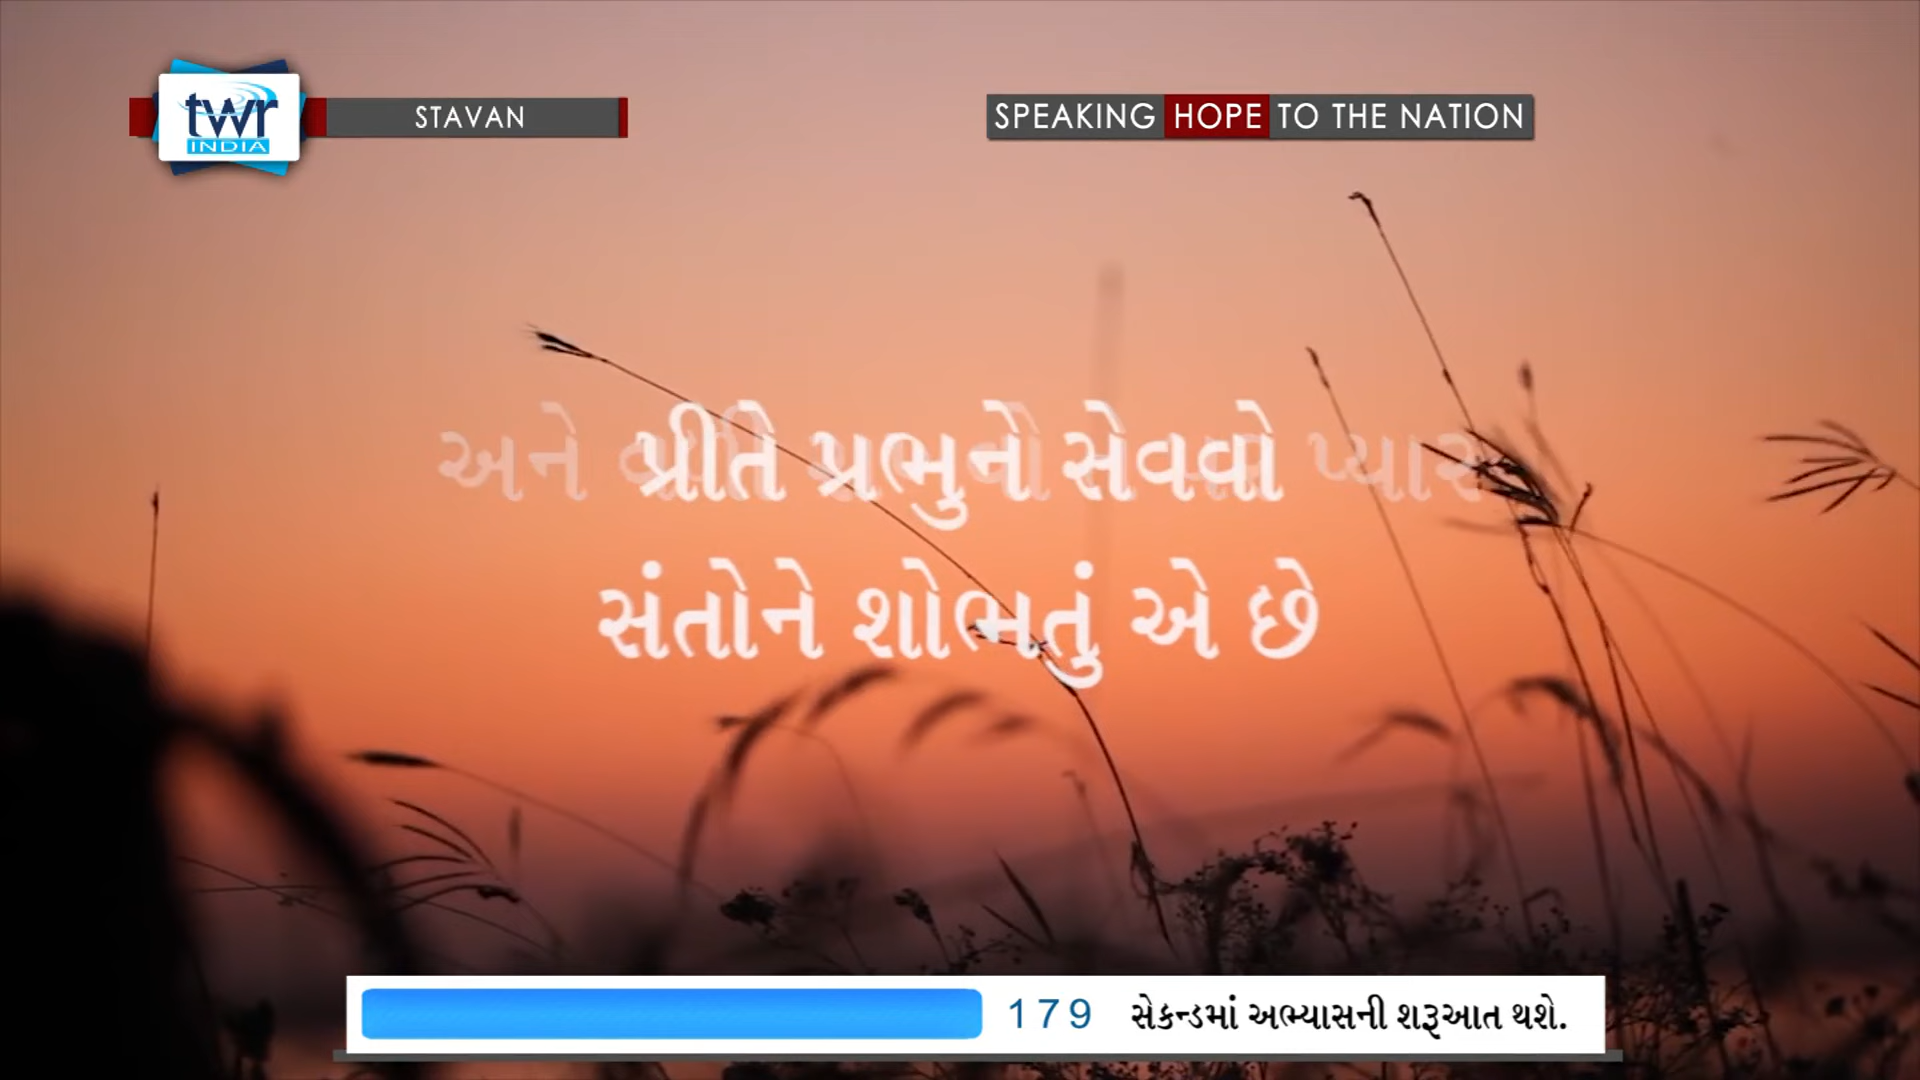 twr
INDIA
STAVAN
SPEAKING HOPE TO THE NATION
અને પ્યાર
પ્રીતે પ્રભુને સેવવો
સંતોને શોભતું એ છે
179 સેકન્ડમાં અભ્યાસની શરૂઆત થશે.